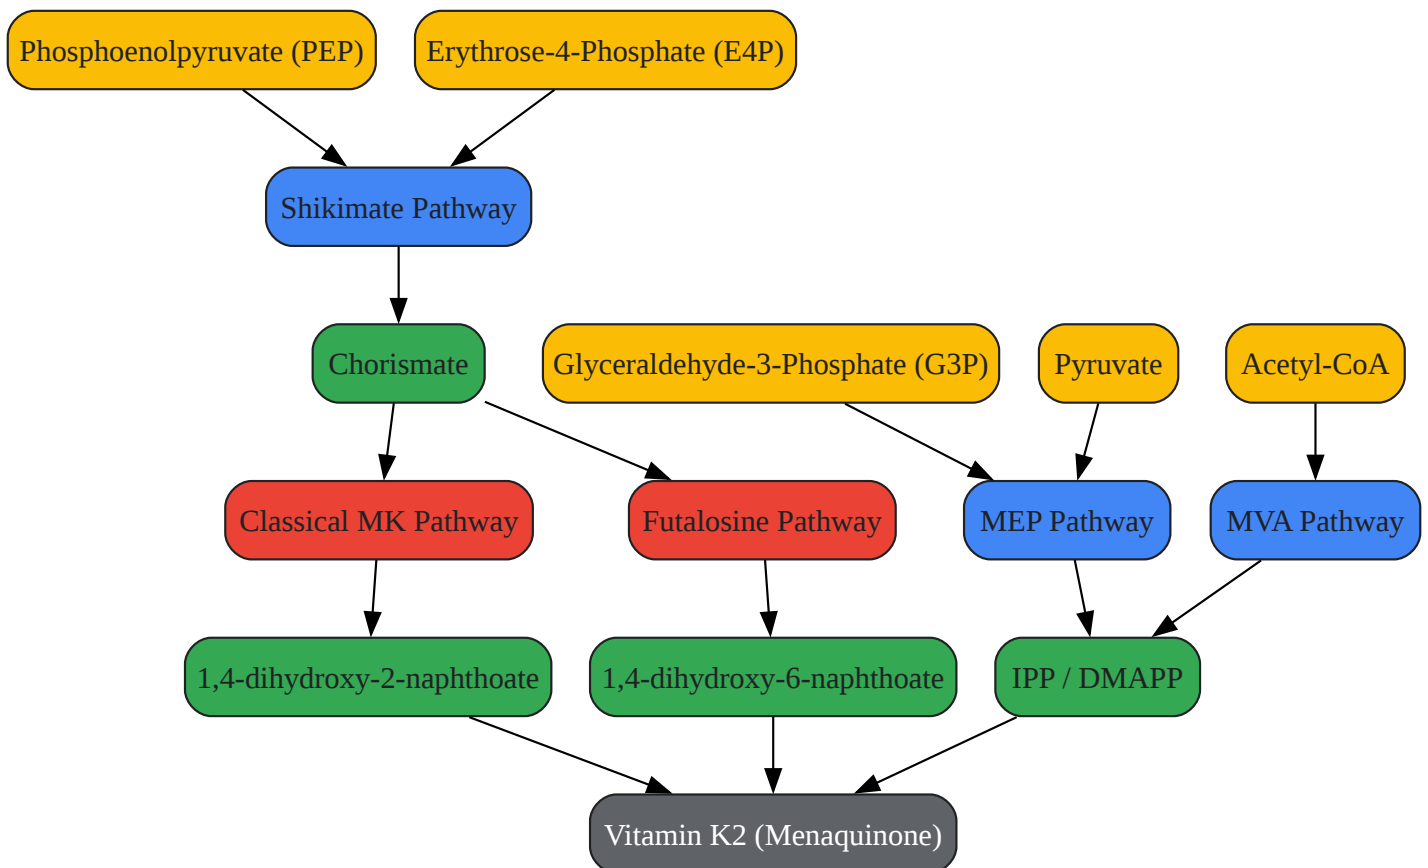 Phosphoenolpyruvate (PEP)
Erythrose-4-Phosphate (E4P)
Shikimate Pathway
Chorismate
Glyceraldehyde-3-Phosphate (G3P)
Pyruvate
Acetyl-CoA
Classical MK Pathway
Futalosine Pathway
MEP Pathway
MVA Pathway
1,4-dihydroxy-2-naphthoate
1,4-dihydroxy-6-naphthoate
IPP / DMAPP
Vitamin K2 (Menaquinone)